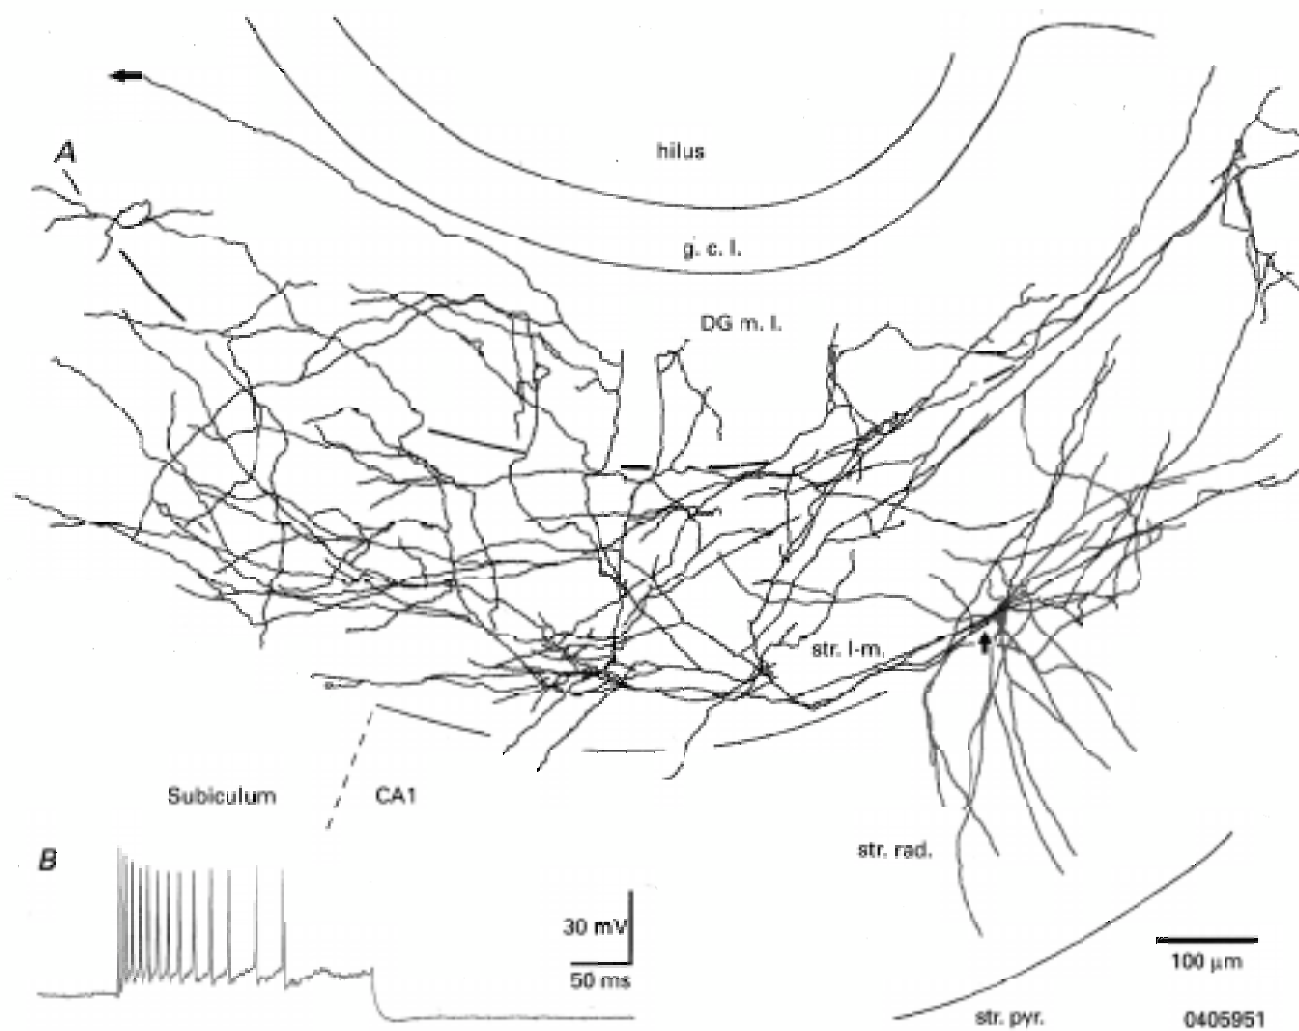 A
hilus
g. c. l.
DG m. l.
str. l-m.
Subiculum
CA1
B
str. rad.
30 mV
50 ms
100 μm
str. pyr.
0405951